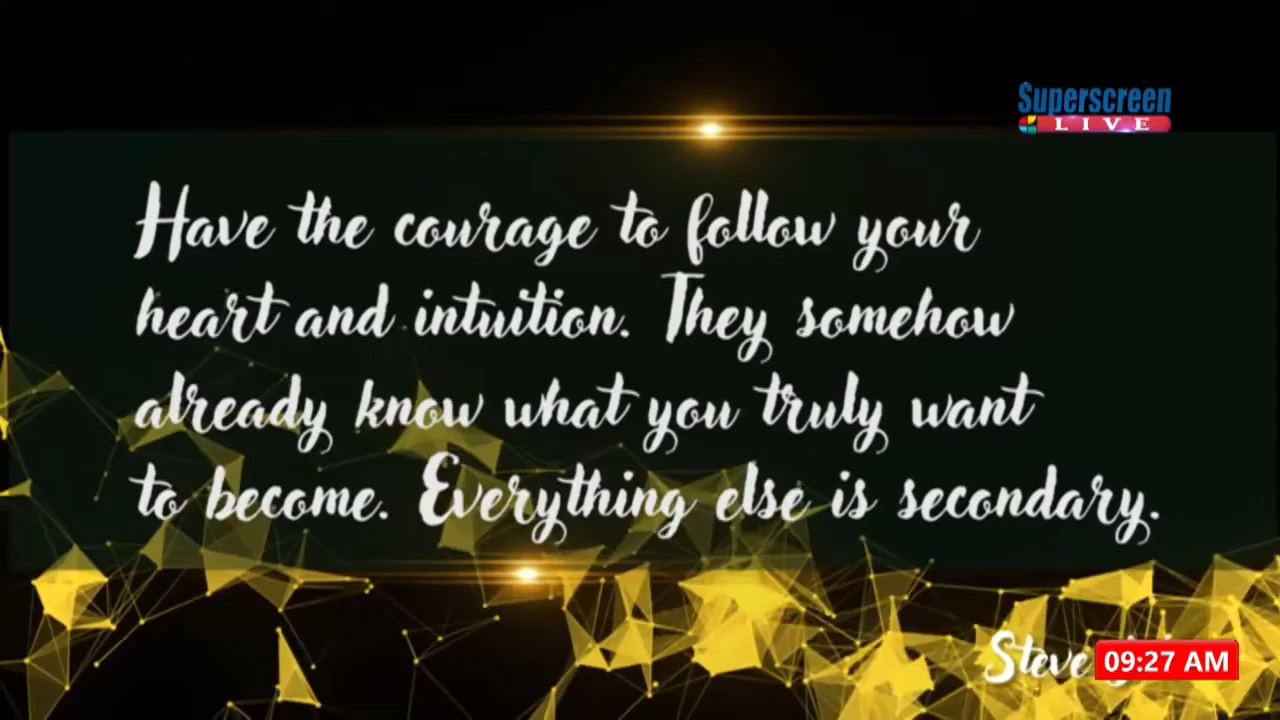 Superscreen
LIVE
Have the courage to follow your
heart and intuition. They somehow
already know what you truly want
to become. Everything else is secondary.
Steve
09:27 AM